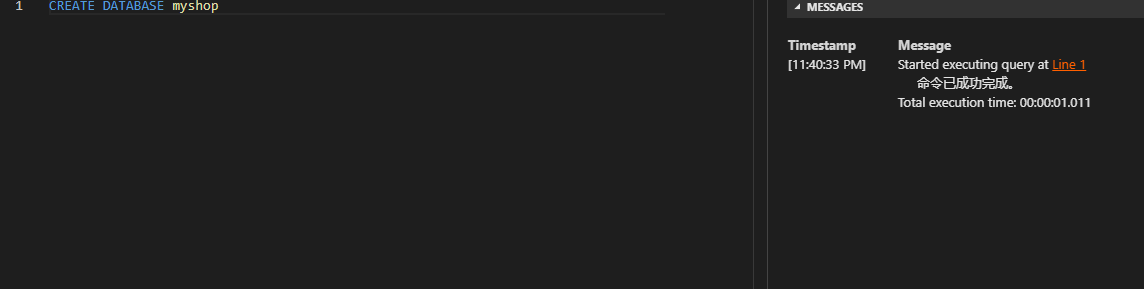 1 CREATE DATABASE myshop
MESSAGES
Timestamp Message
[11:40:33 PM] Started executing query at Line 1
命令已成功完成。
Total execution time: 00:00:01.011